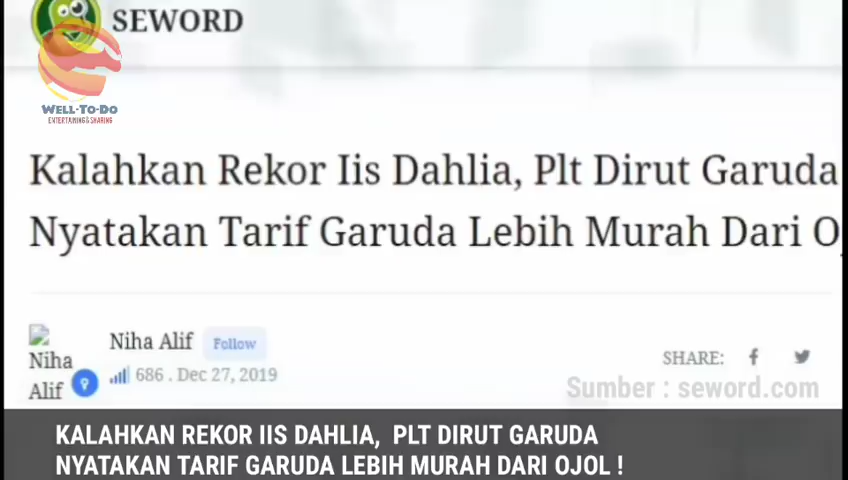 SEWORD
WELL-TO-DO
ENTERTAINING & SHARING
Kalahkan Rekor Iis Dahlia, Plt Dirut Garuda
Nyatakan Tarif Garuda Lebih Murah Dari O
Niha Alif Follow
Niha
Alif
686 . Dec 27, 2019
SHARE:
Sumber : seword.com
KALAHKAN REKOR IIS DAHLIA, PLT DIRUT GARUDA
NYATAKAN TARIF GARUDA LEBIH MURAH DARI OJOL !